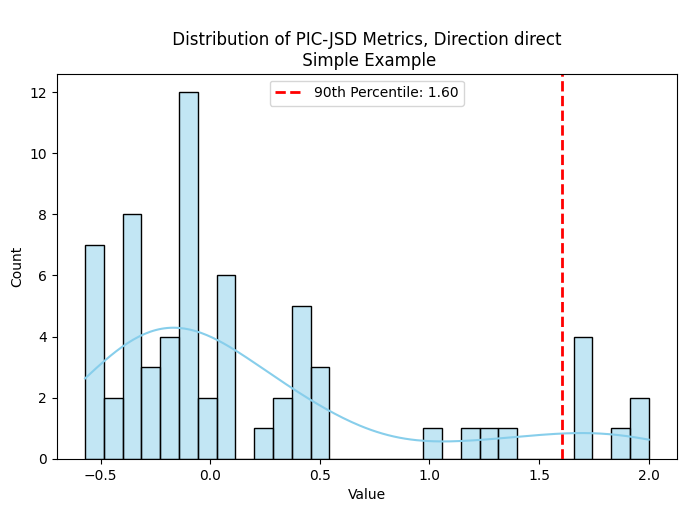 Distribution of PIC-JSD Metrics, Direction direct
Simple Example
90th Percentile: 1.60
12
10
8
6
4
2
0
Count
−0.5
0.0
0.5
1.0
1.5
2.0
Value